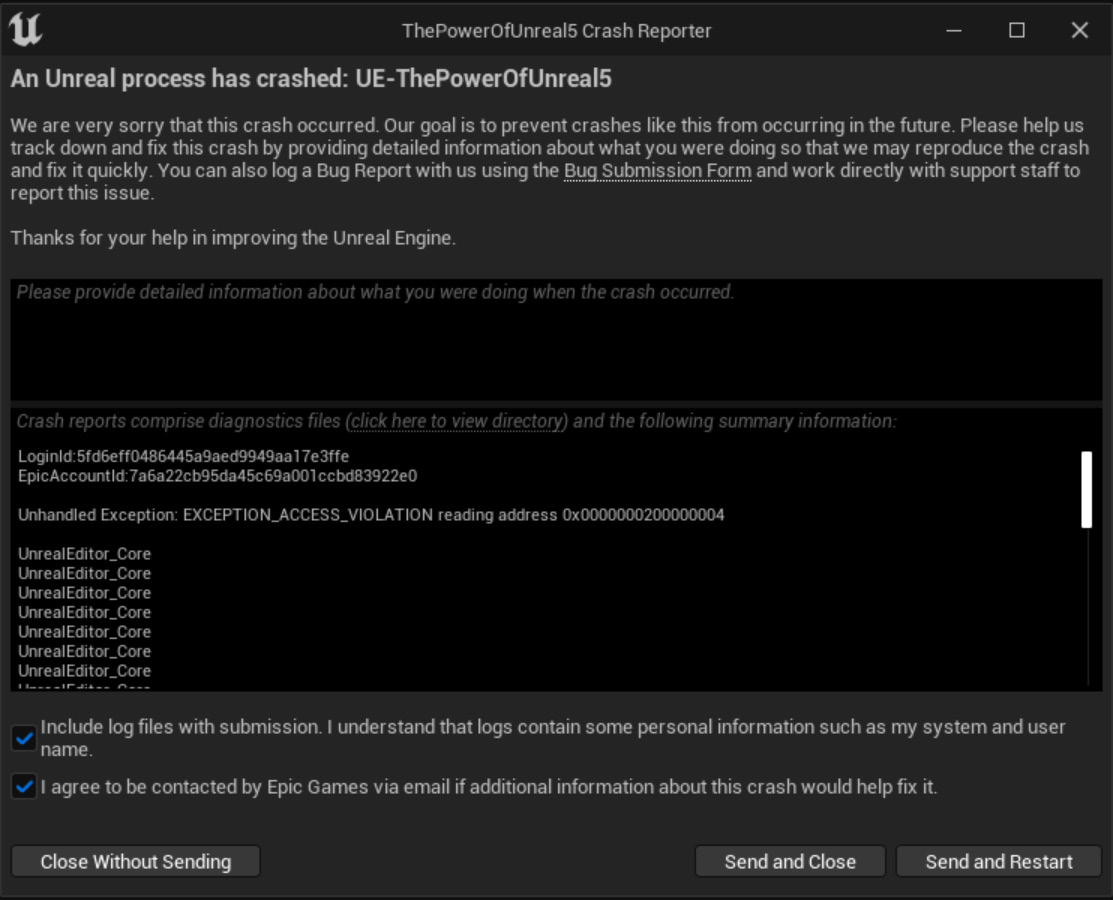 ThePowerOfUnreal5 Crash Reporter
An Unreal process has crashed: UE-ThePowerOfUnreal5
We are very sorry that this crash occurred. Our goal is to prevent crashes like this from occurring in the future. Please help us
track down and fix this crash by providing detailed information about what you were doing so that we may reproduce the crash
and fix it quickly. You can also log a Bug Report with us using the Bug Submission Form and work directly with support staff to
report this issue.
Thanks for your help in improving the Unreal Engine.
Please provide detailed information about what you were doing when the crash occurred.
Crash reports comprise diagnostics files (click here to view directory) and the following summary information:
LoginId:5fd6eff0486445a9aed9949aa17e3ffe
EpicAccountId:7a6a22cb95da45c69a001ccbd83922e0
Unhandled Exception: EXCEPTION_ACCESS_VIOLATION reading address 0x0000000200000004
UnrealEditor_Core
UnrealEditor_Core
UnrealEditor_Core
UnrealEditor_Core
UnrealEditor_Core
UnrealEditor_Core
UnrealEditor_Core
UnrealEditor_Core
Include log files with submission. I understand that logs contain some personal information such as my system and user
name.
I agree to be contacted by Epic Games via email if additional information about this crash would help fix it.
Close Without Sending
Send and Close
Send and Restart